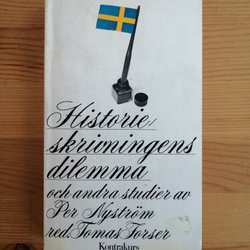 Historie/
skrivningens
dilemma
och andra studier av
Per Nyström
red: Tomas Forser
Kontrakurs